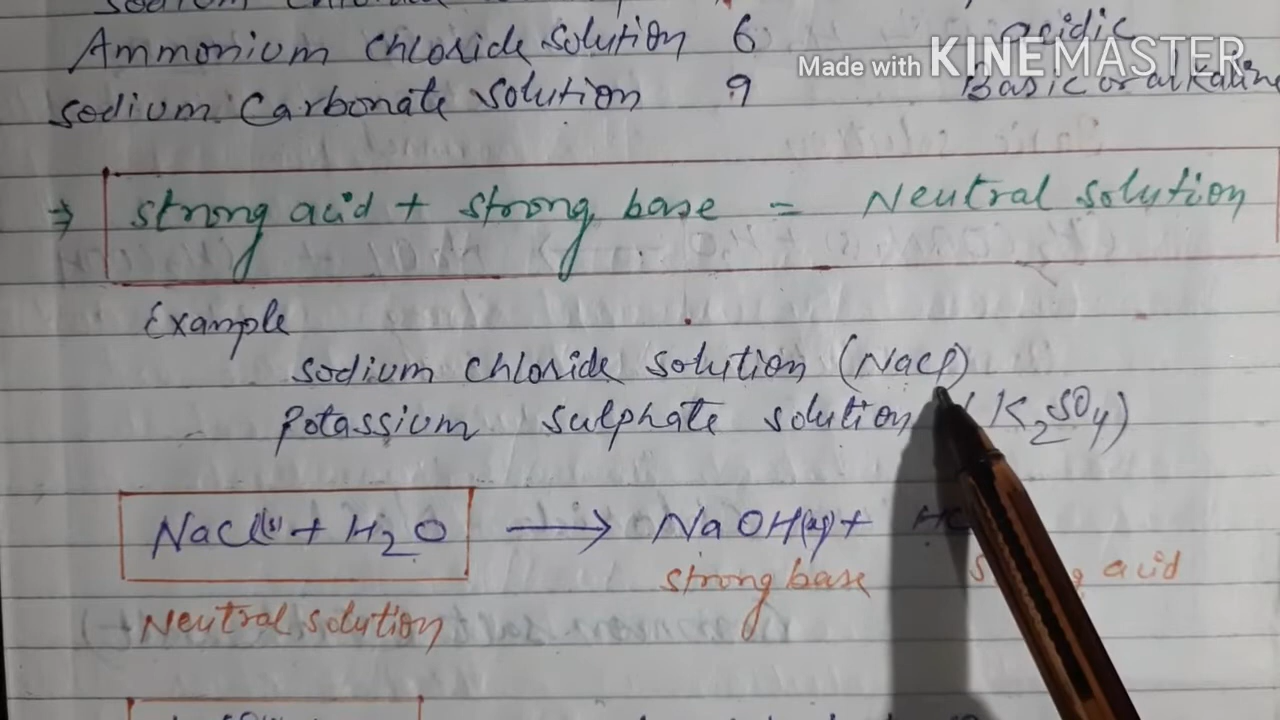 Ammonium Chloride solution 6 acidic
Made with KINEMASTER
Sodium Carbonate solution 9 Basic or alkaline
⇒ strong acid + strong base = Neutral solution
Example
sodium chloride solution (NaCl)
potassium sulphate solution (K2SO4)
NaCl(s) + H2O → NaOH(aq) +
strong base acid
Neutral solution